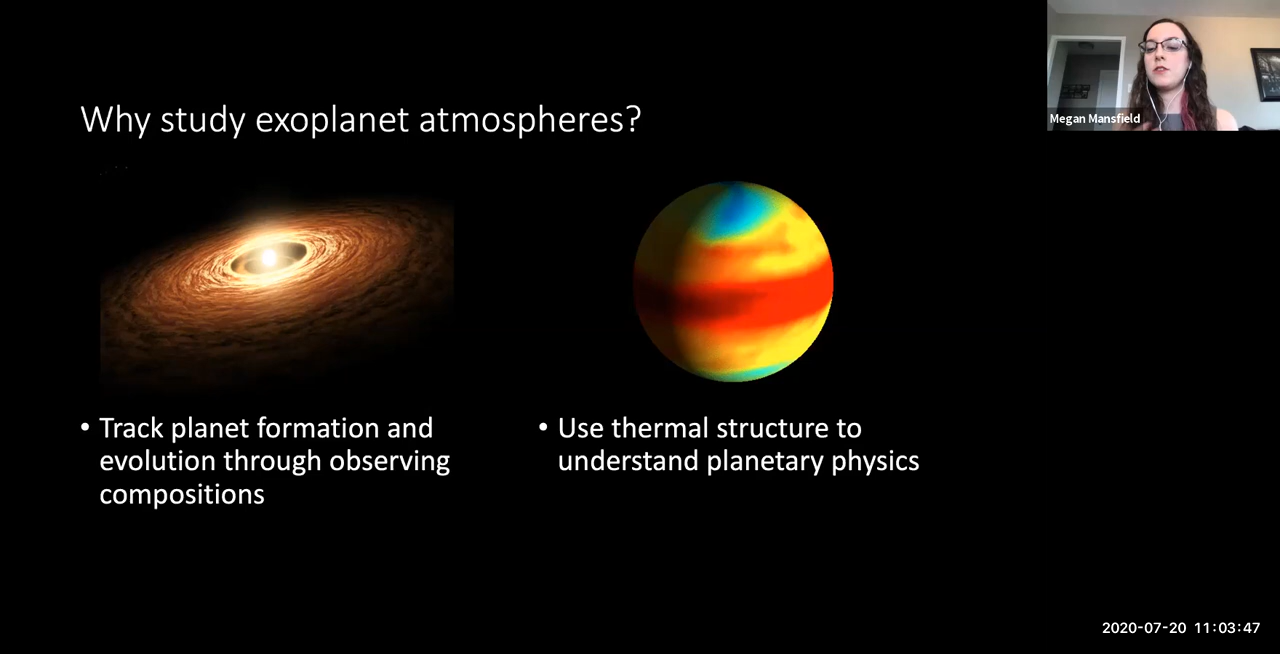 Why study exoplanet atmospheres?
Megan Mansfield
• Track planet formation and
evolution through observing
compositions
• Use thermal structure to
understand planetary physics
2020-07-20 11:03:47